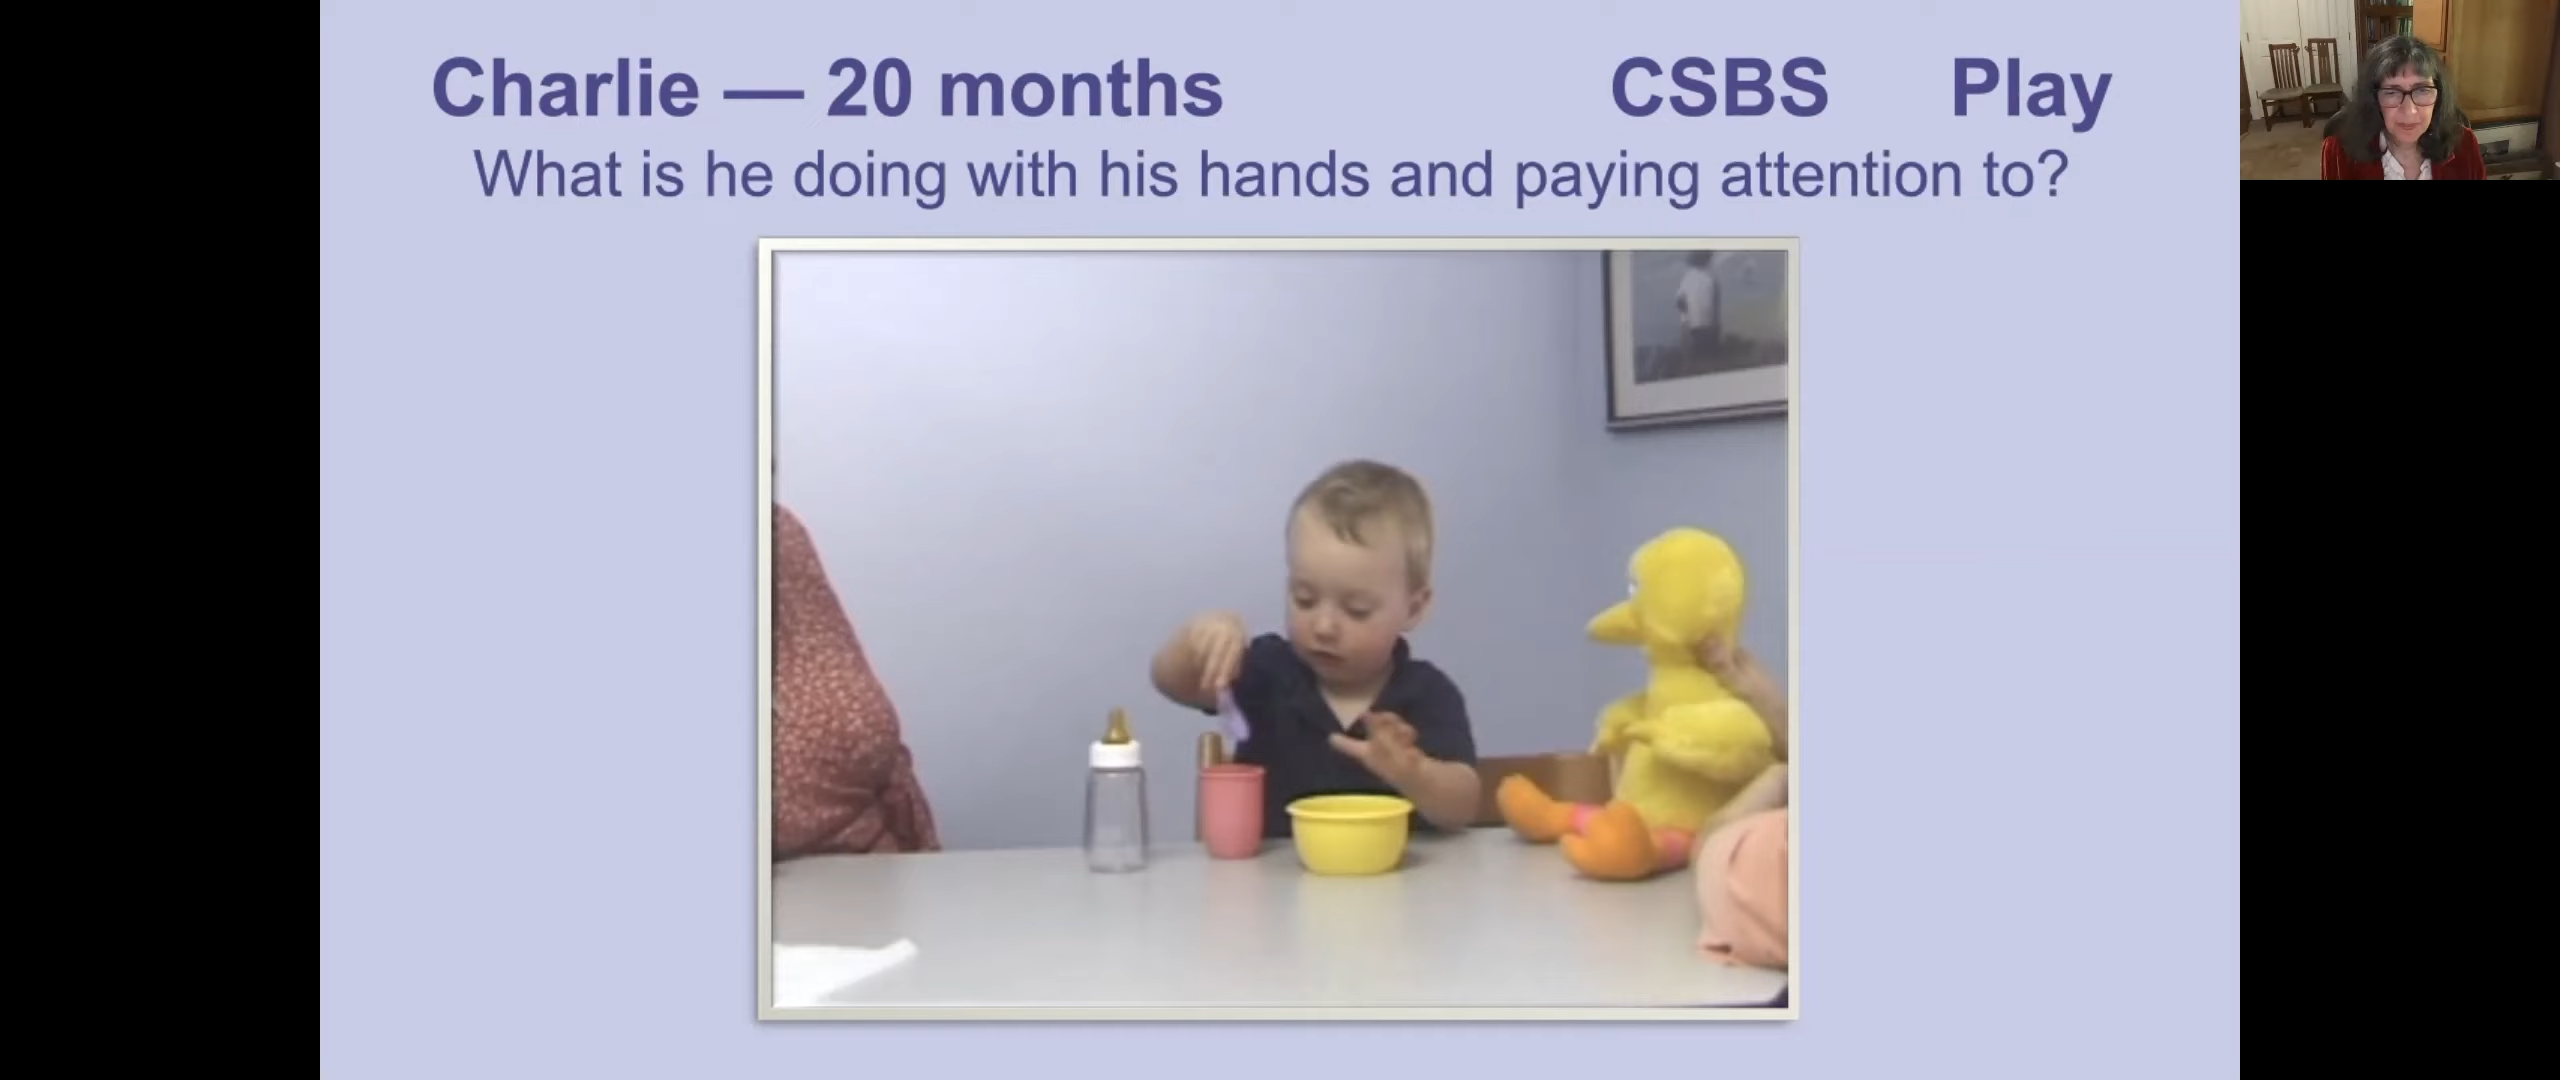 Charlie — 20 months CSBS Play
What is he doing with his hands and paying attention to?